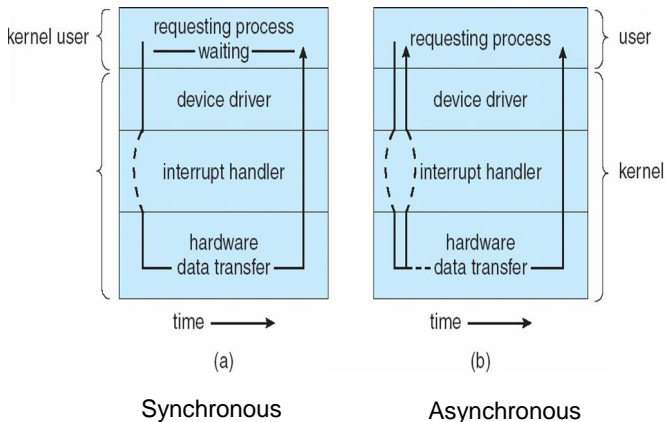 kernel user
requesting process
waiting
device driver
interrupt handler
hardware
data transfer
time
(a)
Synchronous
requesting process
device driver
interrupt handler
hardware
data transfer
user
kernel
time
(b)
Asynchronous